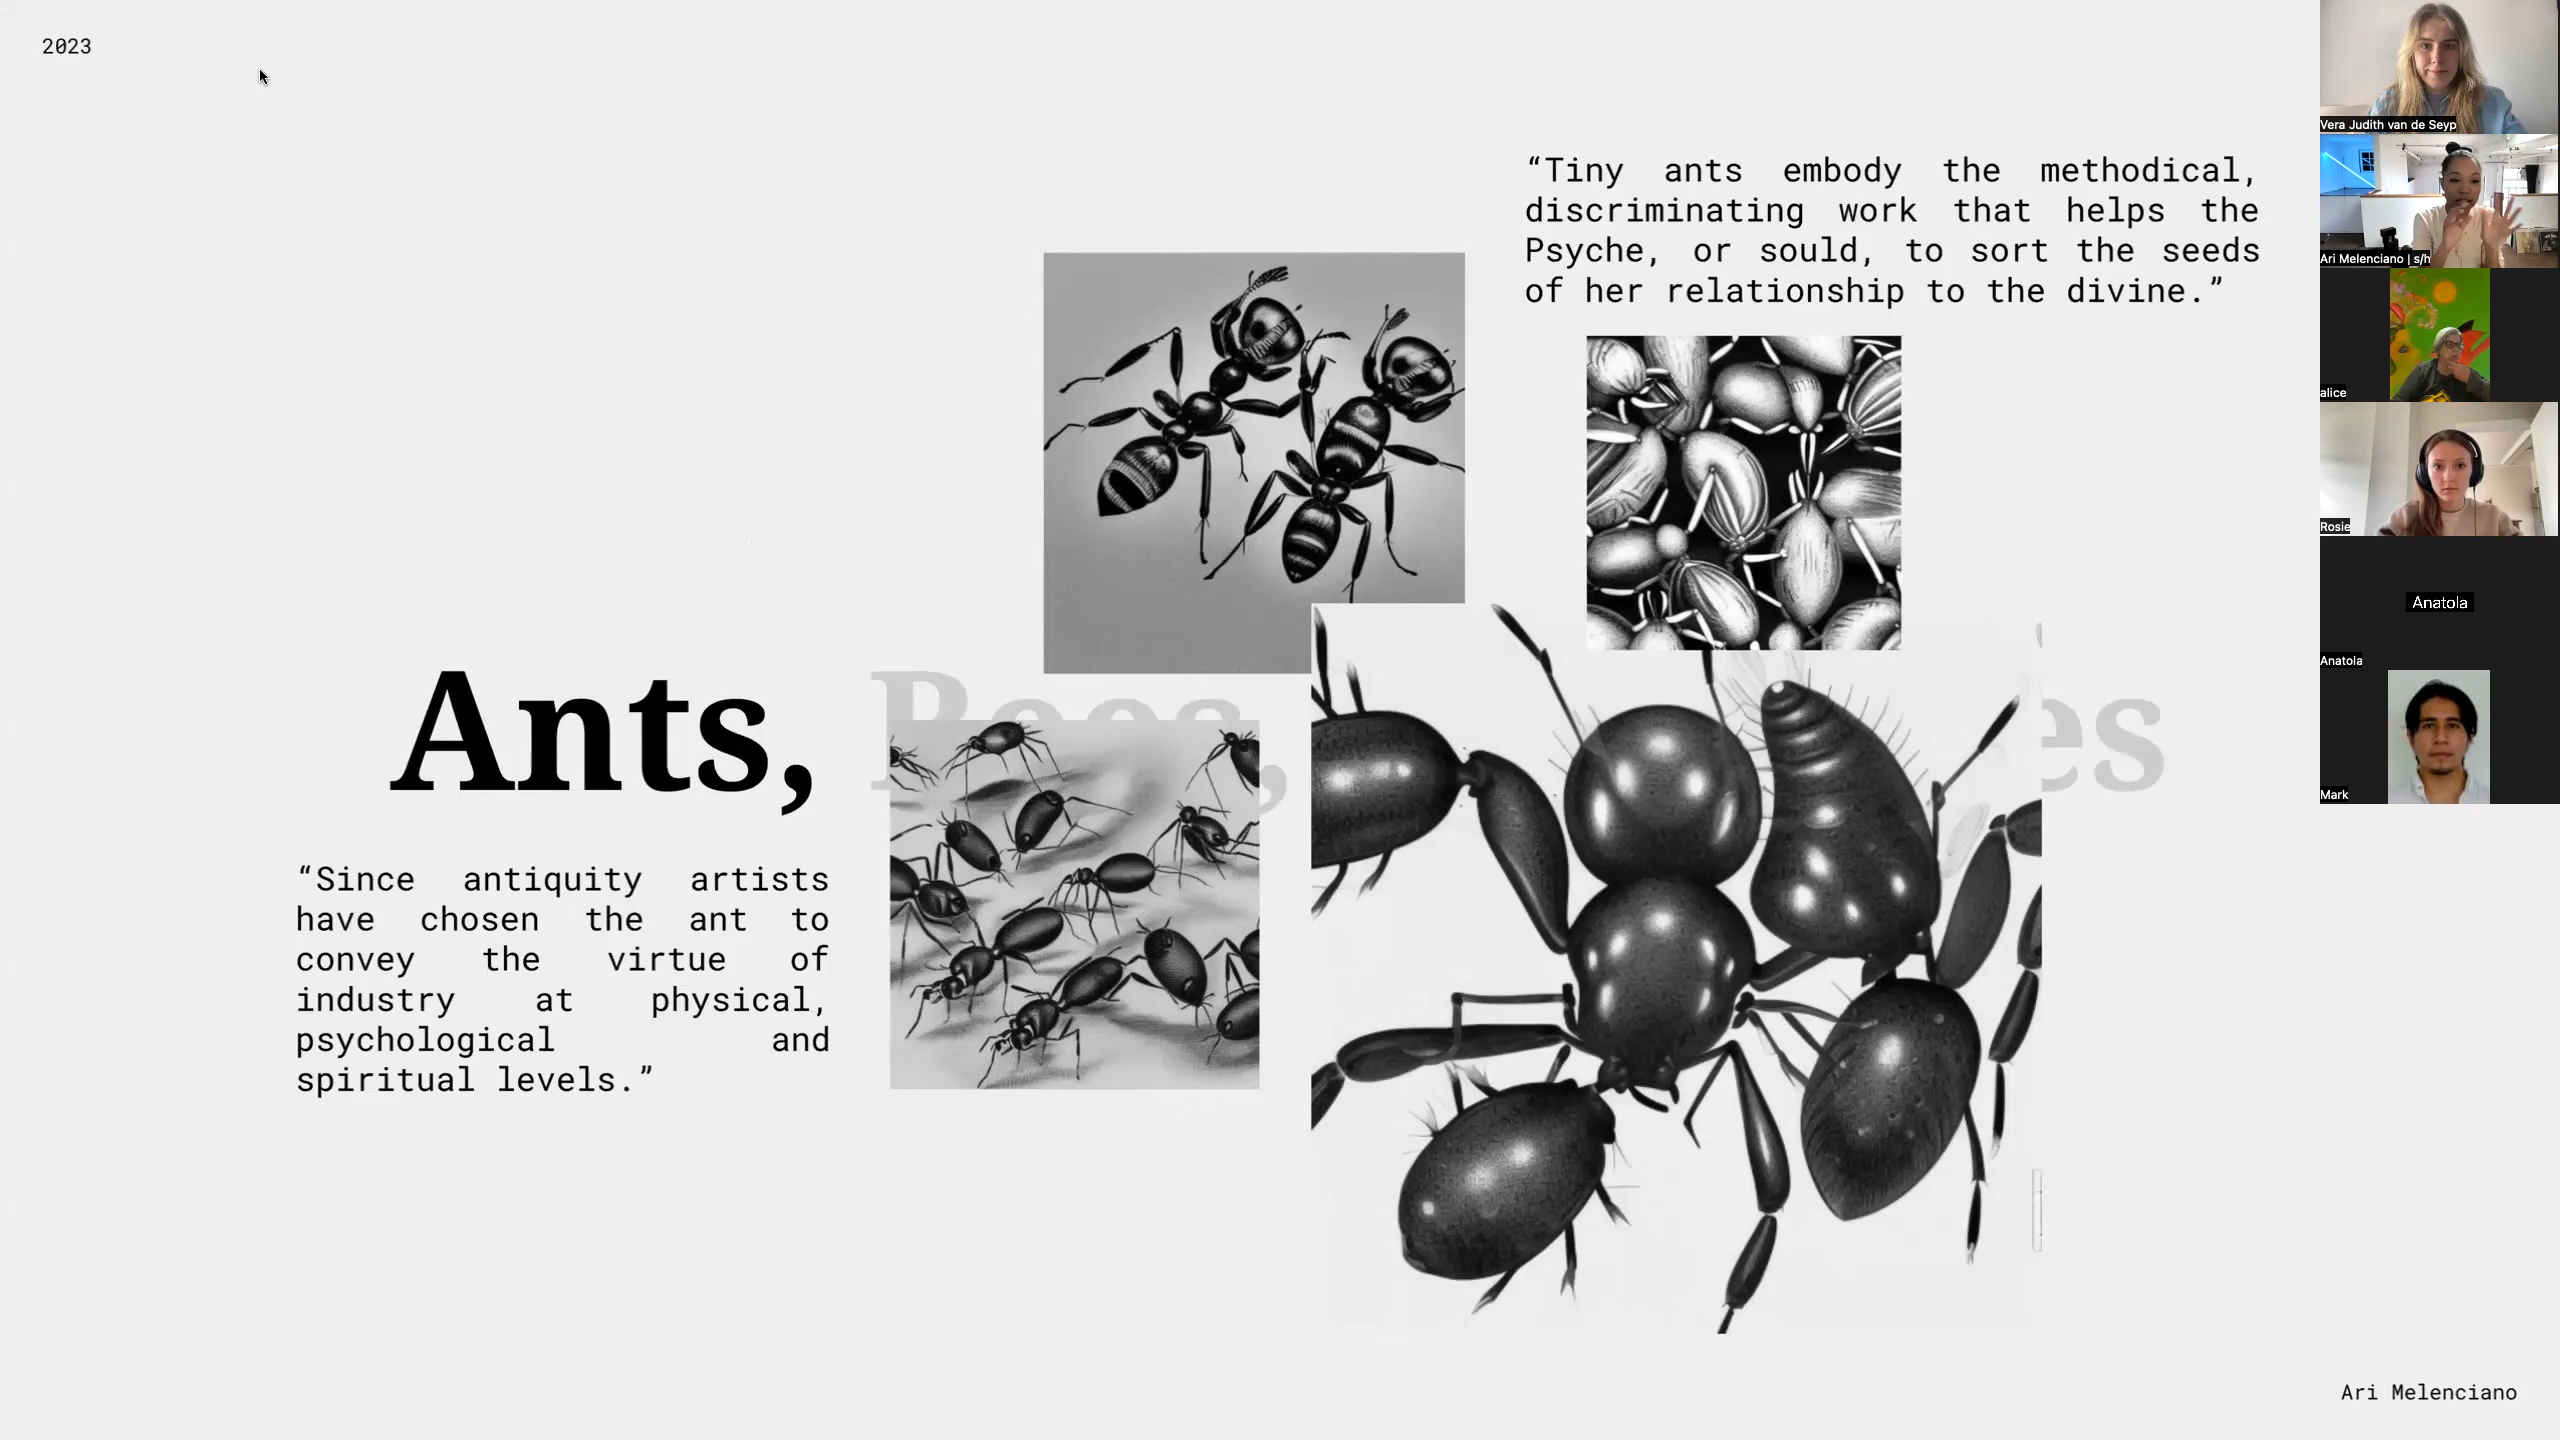 2023
“Tiny ants embody the methodical,
discriminating work that helps the
Psyche, or sould, to sort the seeds
of her relationship to the divine.”
Ants, Bees, es
“Since antiquity artists
have chosen the ant to
convey the virtue of
industry at physical,
psychological and
spiritual levels.”
Ari Melenciano
Vera Judith van de Seyp
Ari Melenciano | s/h
alice
Rosie
Anatola
Anatola
Mark